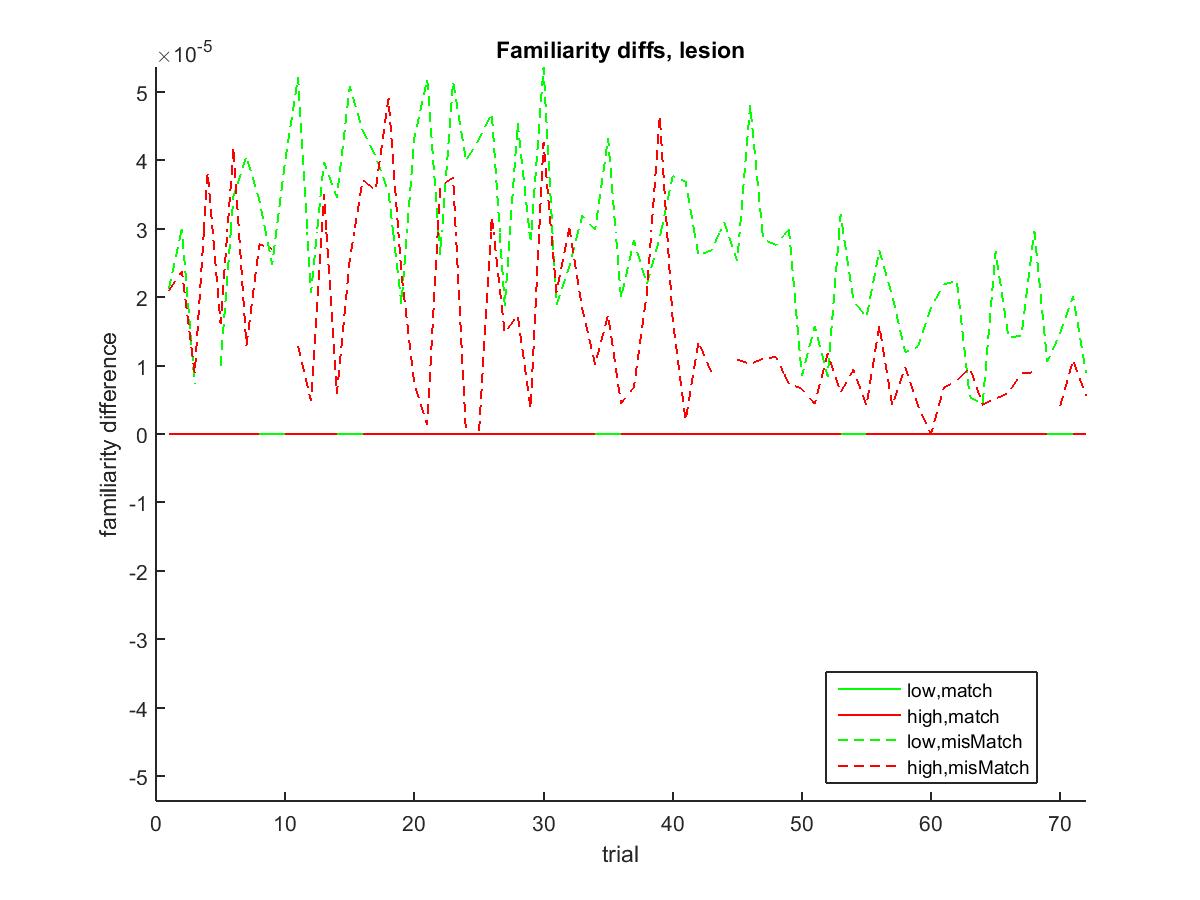 ×10-5
Familiarity diffs, lesion
5
4
3
2
1
0
-1
-2
-3
-4
-5
familiarity difference
low,match
high,match
low,misMatch
high,misMatch
0 10 20 30 40 50 60 70
trial